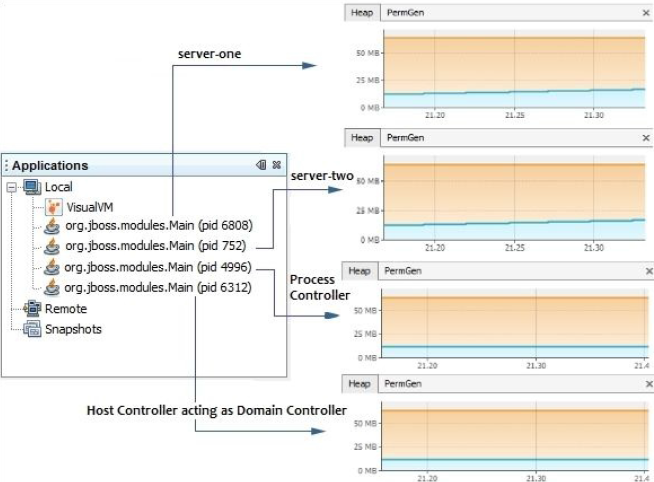 Heap PermGen
50 MB
25 MB
0 MB
21.20 21.25 21.30
server-one
Heap PermGen
50 MB
25 MB
0 MB
21.20 21.25 21.30
server-two
Applications
Local
VisualVM
org.jboss.modules.Main (pid 6808)
org.jboss.modules.Main (pid 752)
org.jboss.modules.Main (pid 4996)
org.jboss.modules.Main (pid 6312)
Remote
Snapshots
Process
Controller
Heap PermGen
50 MB
25 MB
0 MB
21.20 21.30 21.4
Host Controller acting as Domain Controller
Heap PermGen
50 MB
25 MB
0 MB
21.20 21.30 21.4